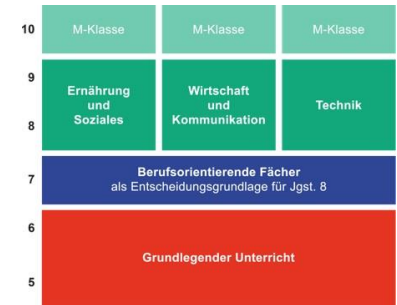 10
M-Klasse
M-Klasse
M-Klasse
9
8
Ernährung
und
Soziales
Wirtschaft
und
Kommunikation
Technik
7
Berufsorientierende Fächer
als Entscheidungsgrundlage für Jgst. 8
6
5
Grundlegender Unterricht